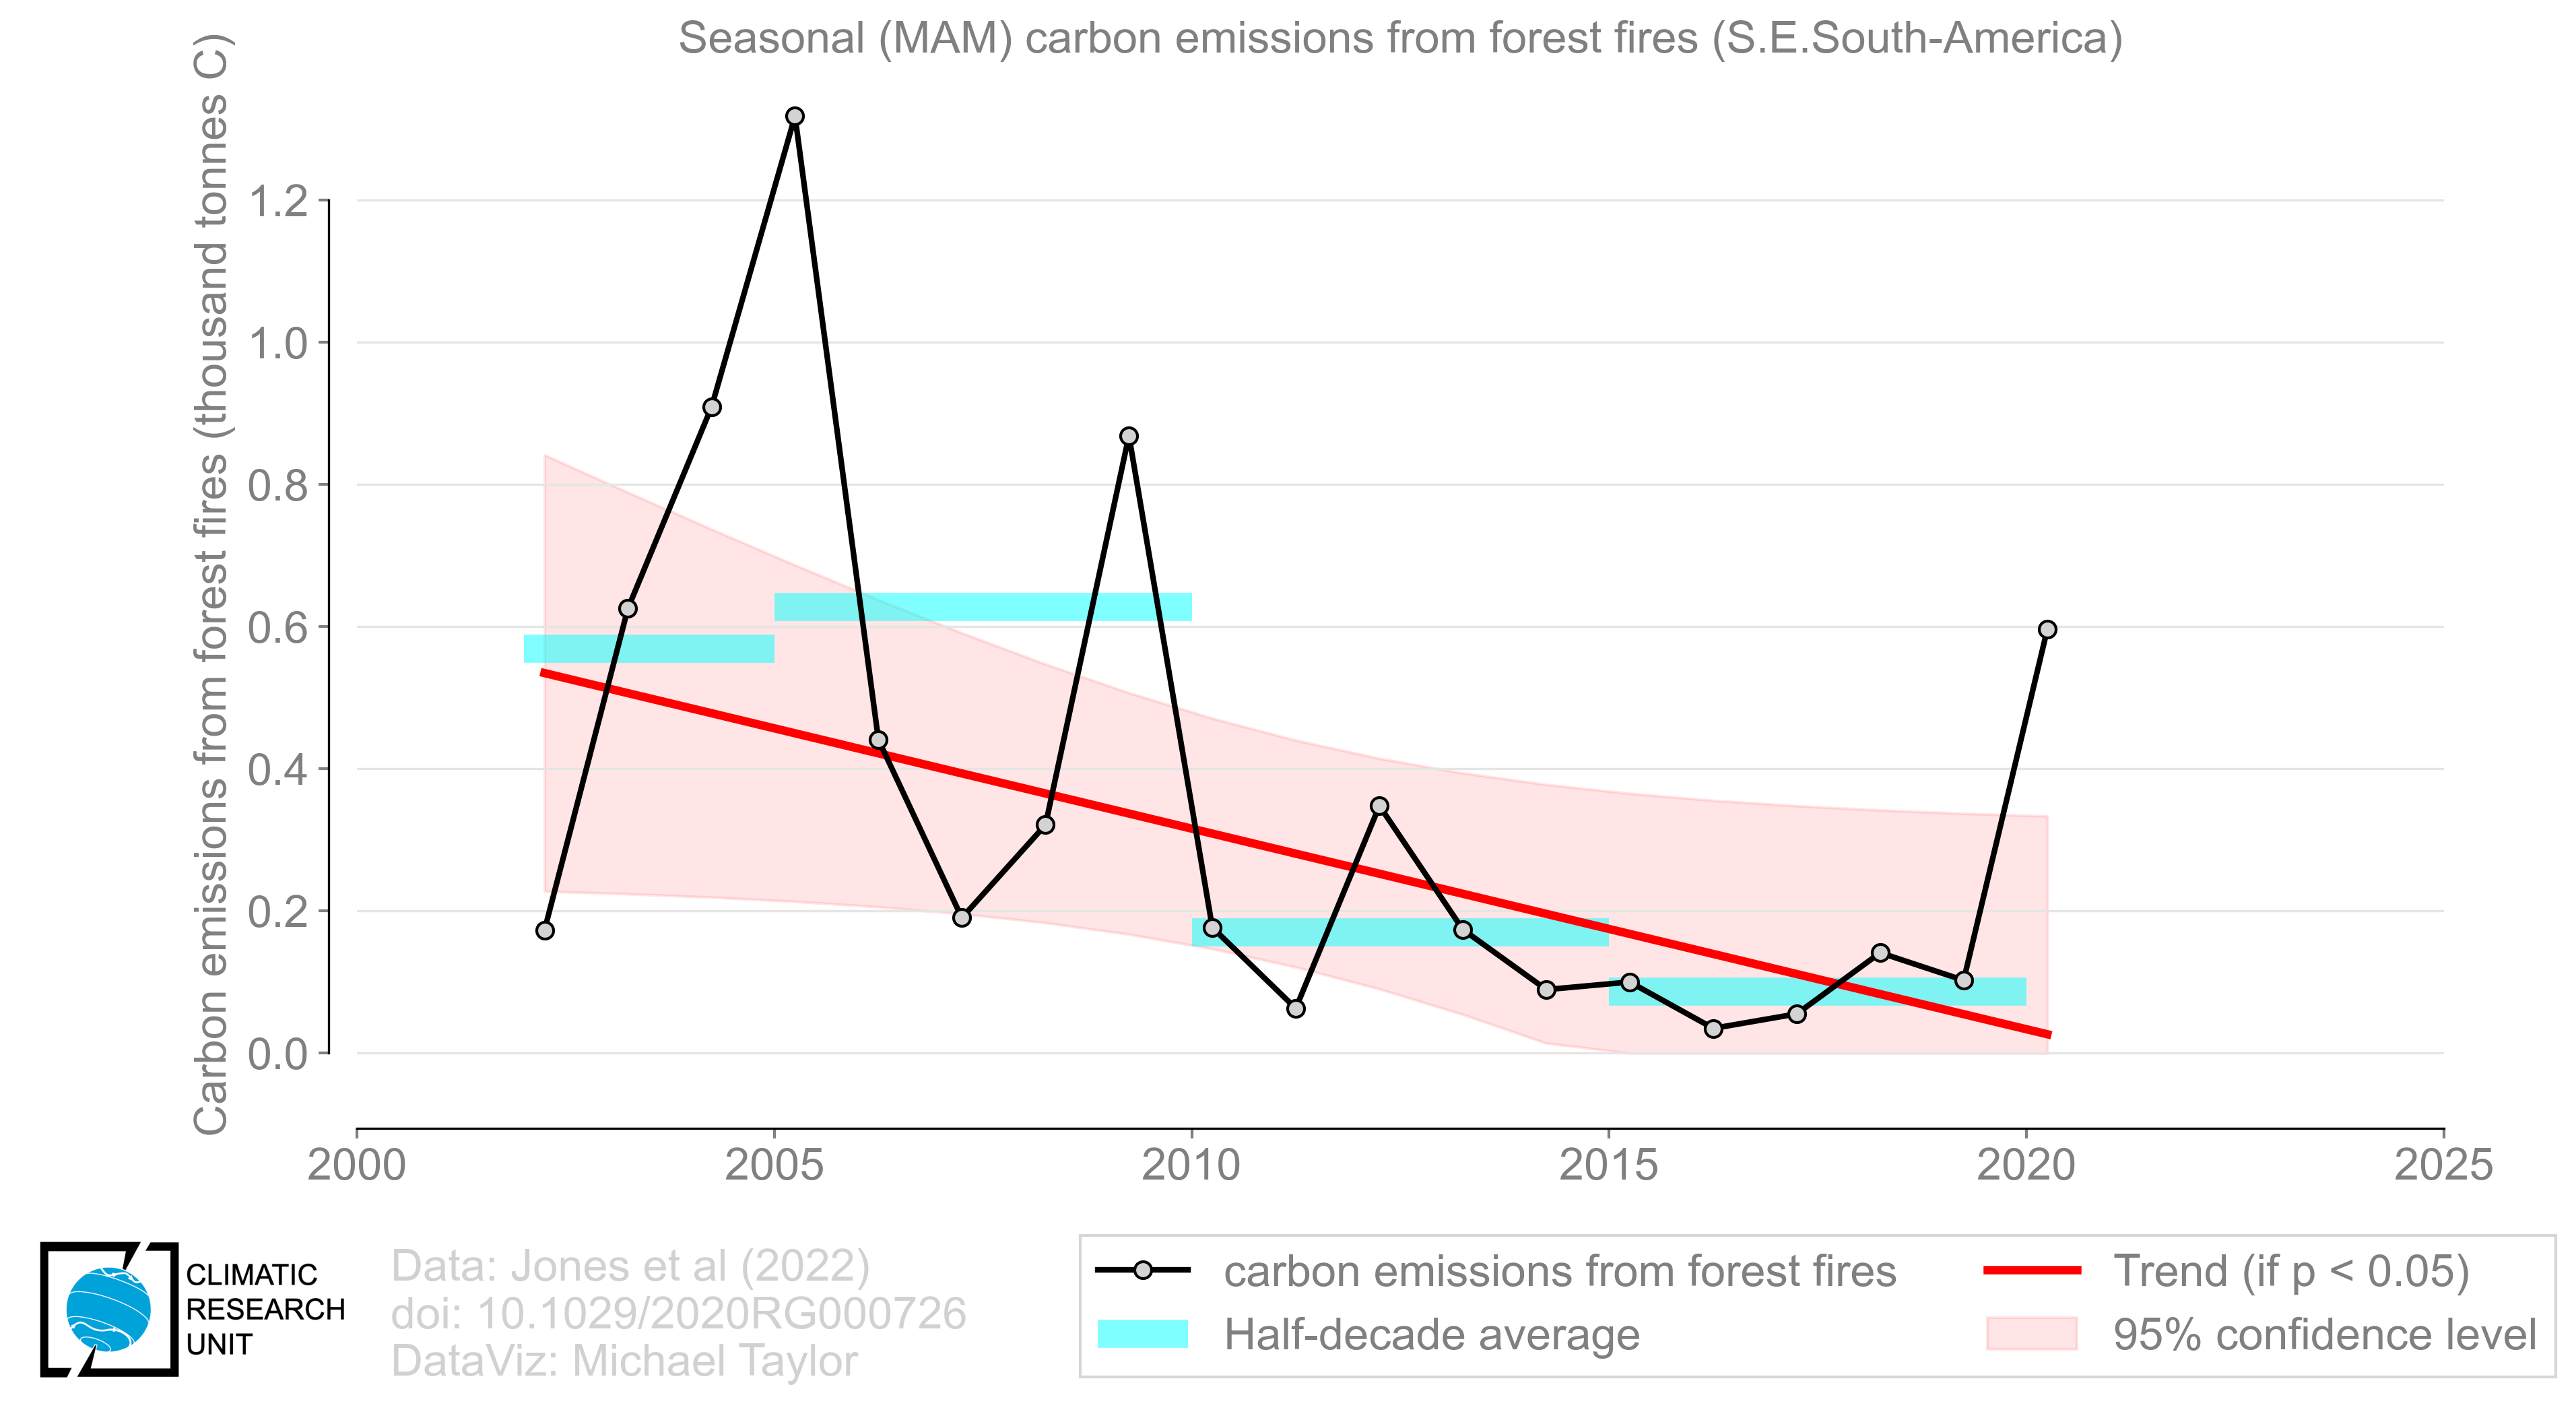 Seasonal (MAM) carbon emissions from forest fires (S.E.South-America)
Carbon emissions from forest fires (thousand tonnes C)
1.2
1.0
0.8
0.6
0.4
0.2
0.0
2000 2005 2010 2015 2020 2025
CLIMATIC
RESEARCH
UNIT
Data: Jones et al (2022)
doi: 10.1029/2020RG000726
DataViz: Michael Taylor
carbon emissions from forest fires
Half-decade average
Trend (if p < 0.05)
95% confidence level